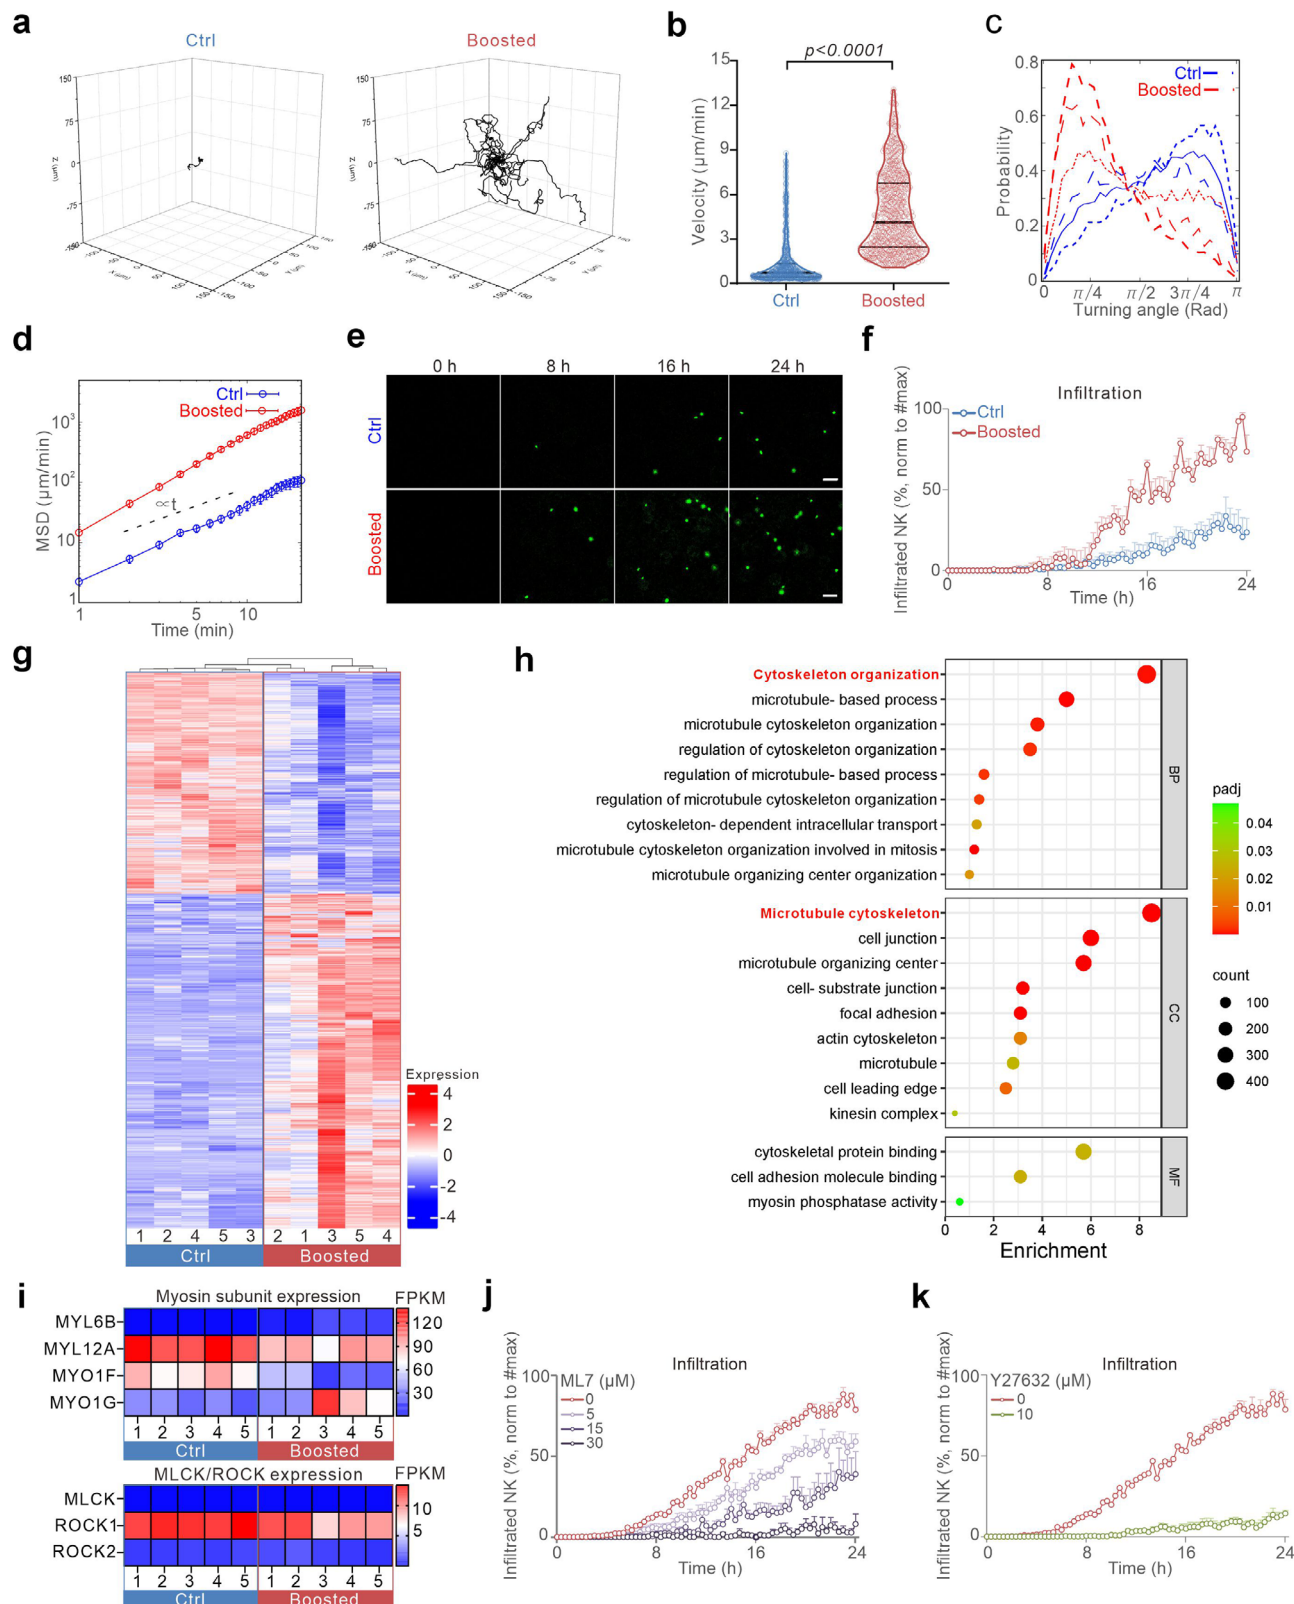 a
Ctrl
Boosted
150
75
0
-75
-150
Z (um)
X (µm)
Y (µm)
150
75
0
-75
X (µm)
Y (µm)
b
p<0.0001
15
12
9
6
3
0
Velocity (µm/min)
Ctrl
Boosted
c
Ctrl
Boosted
0.8
0.6
0.4
0.2
0
Probability
0 π/4 π/2 3π/4 π
Turning angle (Rad)
d
Ctrl
Boosted
10³
10²
10
1
MSD (µm/min)
∝t
1 5 10
Time (min)
e
0 h 8 h 16 h 24 h
Ctrl
Boosted
f
Infiltration
Ctrl
Boosted
100
50
0
Infiltrated NK (%, norm to #max)
8 16 24
Time (h)
g
Expression
4
2
0
-2
-4
1 2 4 5 3 2 1 3 5 4
Ctrl Boosted
h
Cytoskeleton organization
microtubule- based process
microtubule cytoskeleton organization
regulation of cytoskeleton organization
regulation of microtubule- based process
regulation of microtubule cytoskeleton organization
cytoskeleton- dependent intracellular transport
microtubule cytoskeleton organization involved in mitosis
microtubule organizing center organization
BP
Microtubule cytoskeleton
cell junction
microtubule organizing center
cell- substrate junction
focal adhesion
actin cytoskeleton
microtubule
cell leading edge
kinesin complex
CC
cytoskeletal protein binding
cell adhesion molecule binding
myosin phosphatase activity
MF
0 2 4 6 8
Enrichment
padj
0.04
0.03
0.02
0.01
count
100
200
300
400
i
Myosin subunit expression
FPKM
MYL6B
MYL12A
MYO1F
MYO1G
120
90
60
30
1 2 3 4 5 1 2 3 4 5
Ctrl Boosted
MLCK/ROCK expression
FPKM
MLCK
ROCK1
ROCK2
10
5
1 2 3 4 5 1 2 3 4 5
Ctrl Boosted
j
Infiltration
ML7 (µM)
0
5
15
30
100
50
0
Infiltrated NK (%, norm to #max)
0 8 16 24
Time (h)
k
Infiltration
Y27632 (µM)
0
10
100
50
0
Infiltrated NK (%, norm to #max)
0 8 16 24
Time (h)